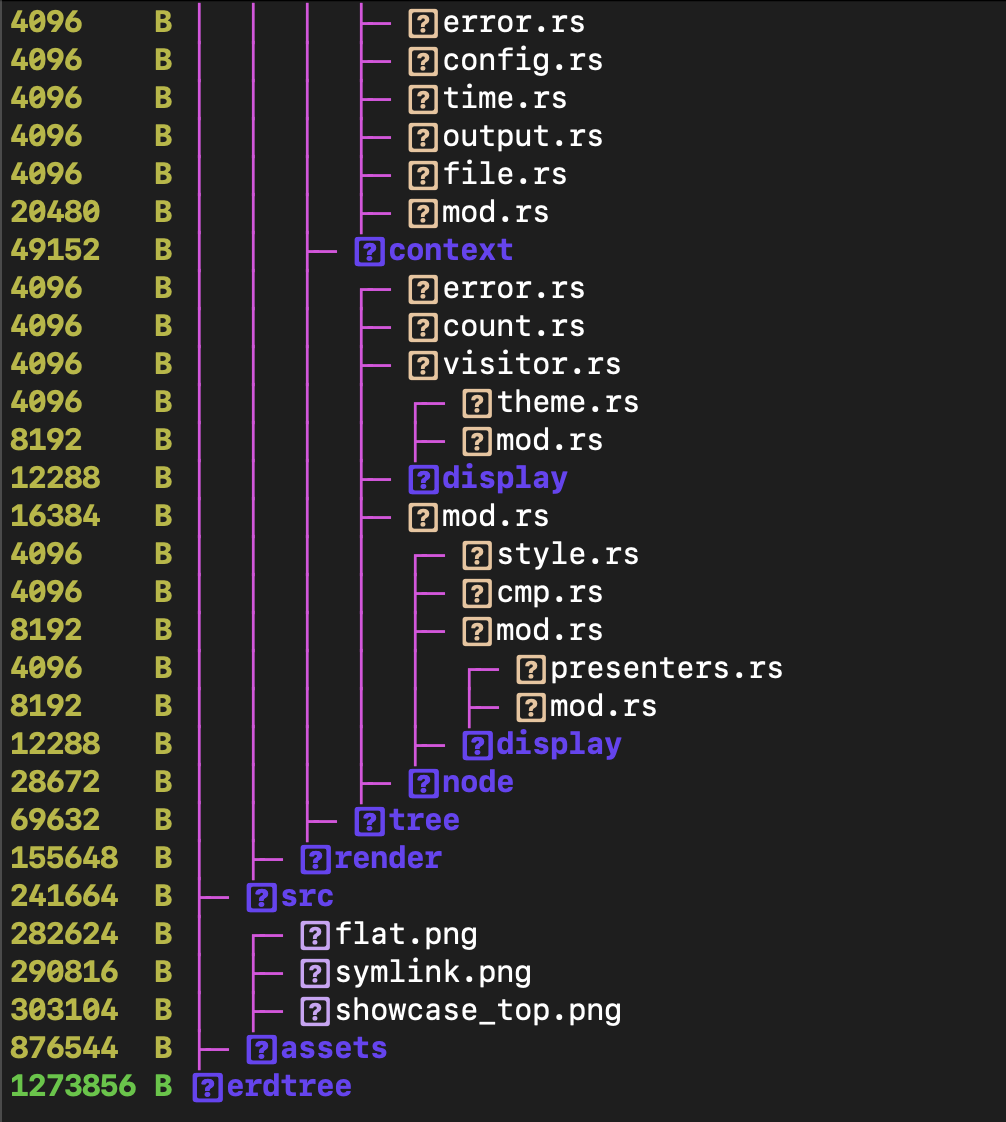 4096 B ?error.rs
4096 B ?config.rs
4096 B ?time.rs
4096 B ?output.rs
4096 B ?file.rs
20480 B ?mod.rs
49152 B ?context
4096 B ?error.rs
4096 B ?count.rs
4096 B ?visitor.rs
4096 B ?theme.rs
8192 B ?mod.rs
12288 B ?display
16384 B ?mod.rs
4096 B ?style.rs
4096 B ?cmp.rs
8192 B ?mod.rs
4096 B ?presenters.rs
8192 B ?mod.rs
12288 B ?display
28672 B ?node
69632 B ?tree
155648 B ?render
241664 B ?src
282624 B ?flat.png
290816 B ?symlink.png
303104 B ?showcase_top.png
876544 B ?assets
1273856 B ?erdtree